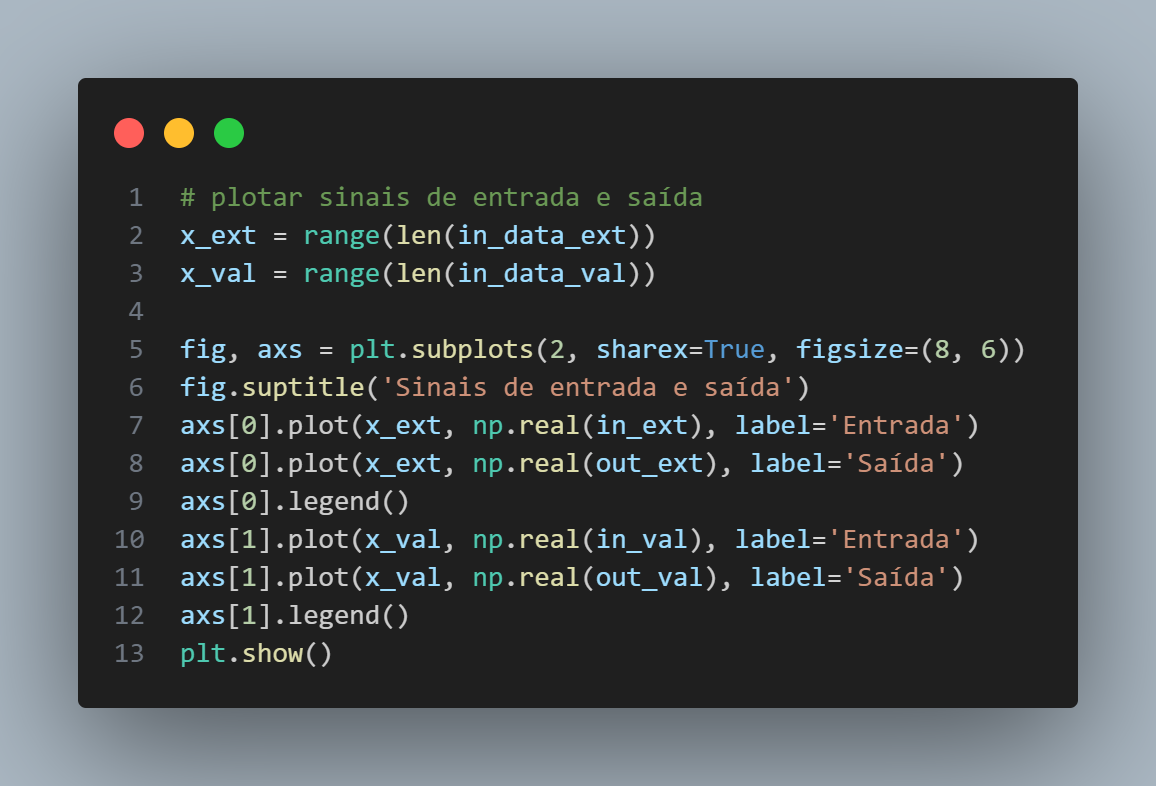 1 # plotar sinais de entrada e saída
2 x_ext = range(len(in_data_ext))
3 x_val = range(len(in_data_val))
4
5 fig, axs = plt.subplots(2, sharex=True, figsize=(8, 6))
6 fig.suptitle('Sinais de entrada e saída')
7 axs[0].plot(x_ext, np.real(in_ext), label='Entrada')
8 axs[0].plot(x_ext, np.real(out_ext), label='Saída')
9 axs[0].legend()
10 axs[1].plot(x_val, np.real(in_val), label='Entrada')
11 axs[1].plot(x_val, np.real(out_val), label='Saída')
12 axs[1].legend()
13 plt.show()